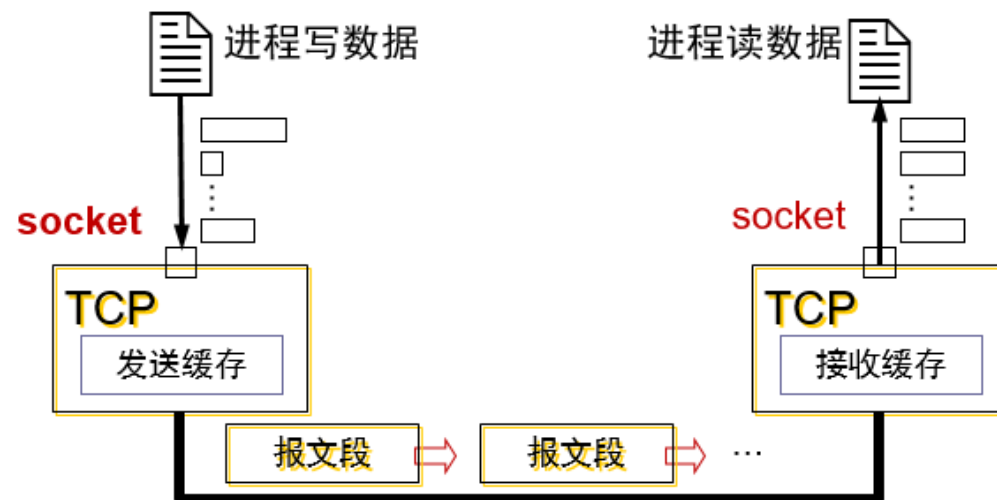 进程写数据
进程读数据
socket
socket
TCP
TCP
发送缓存
接收缓存
报文段
报文段
…